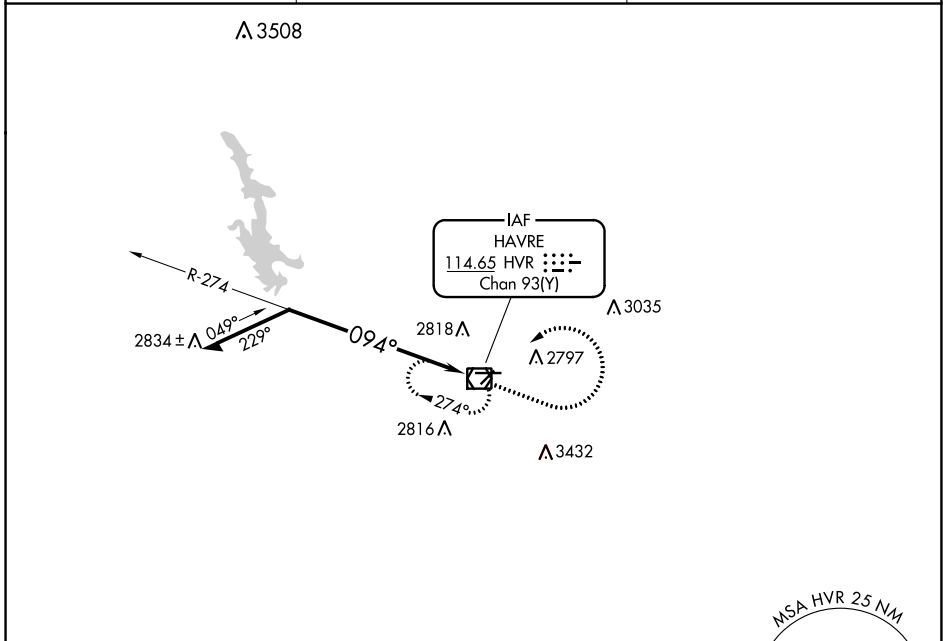 3508
IAF
HAVRE
114.65 HVR
Chan 93(Y)
R-274
3035
2834 ±
049°
229°
094°
2818
2797
274°
2816
3432
MSA HVR 25 NM